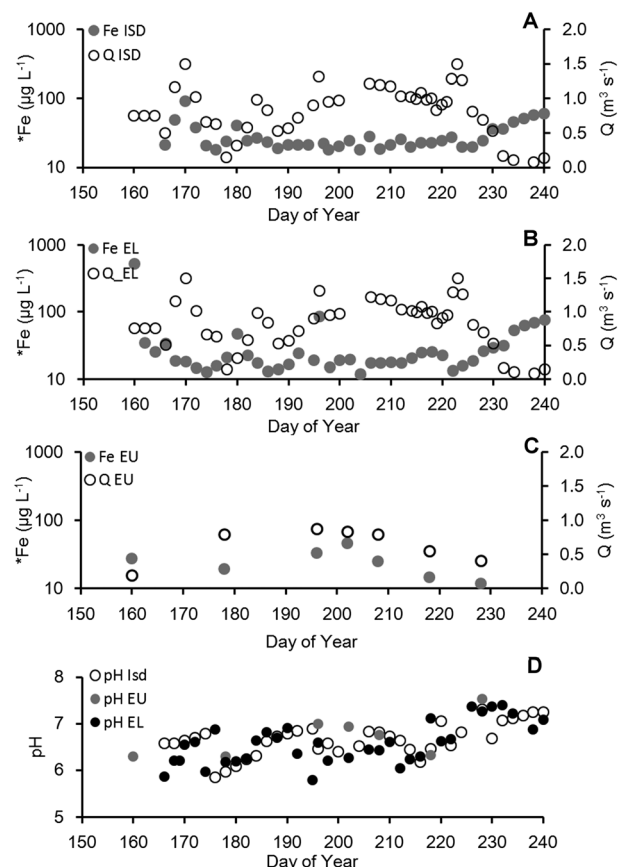 A
1000
100
10
*Fe (µg L⁻¹)
Fe ISD
Q ISD
2.0
1.5
1.0
0.5
0.0
Q (m³ s⁻¹)
150 160 170 180 190 200 210 220 230 240
Day of Year
B
1000
100
10
*Fe (µg L⁻¹)
Fe EL
Q_EL
2.0
1.5
1.0
0.5
0.0
Q (m³ s⁻¹)
150 160 170 180 190 200 210 220 230 240
Day of Year
C
1000
100
10
*Fe (µg L⁻¹)
Fe EU
Q EU
2.0
1.5
1.0
0.5
0.0
Q (m³ s⁻¹)
150 160 170 180 190 200 210 220 230 240
Day of Year
D
8
7
6
5
pH
pH Isd
pH EU
pH EL
150 160 170 180 190 200 210 220 230 240
Day of Year